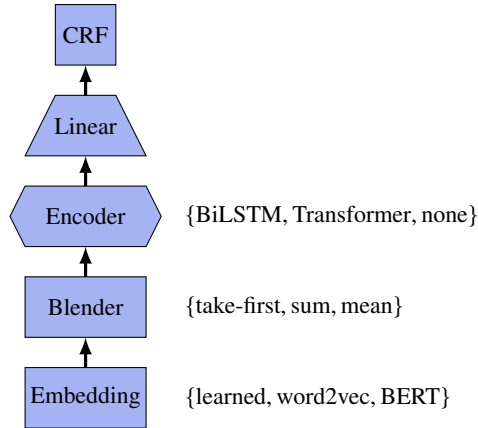 CRF
Linear
Encoder {BiLSTM, Transformer, none}
Blender {take-first, sum, mean}
Embedding {learned, word2vec, BERT}